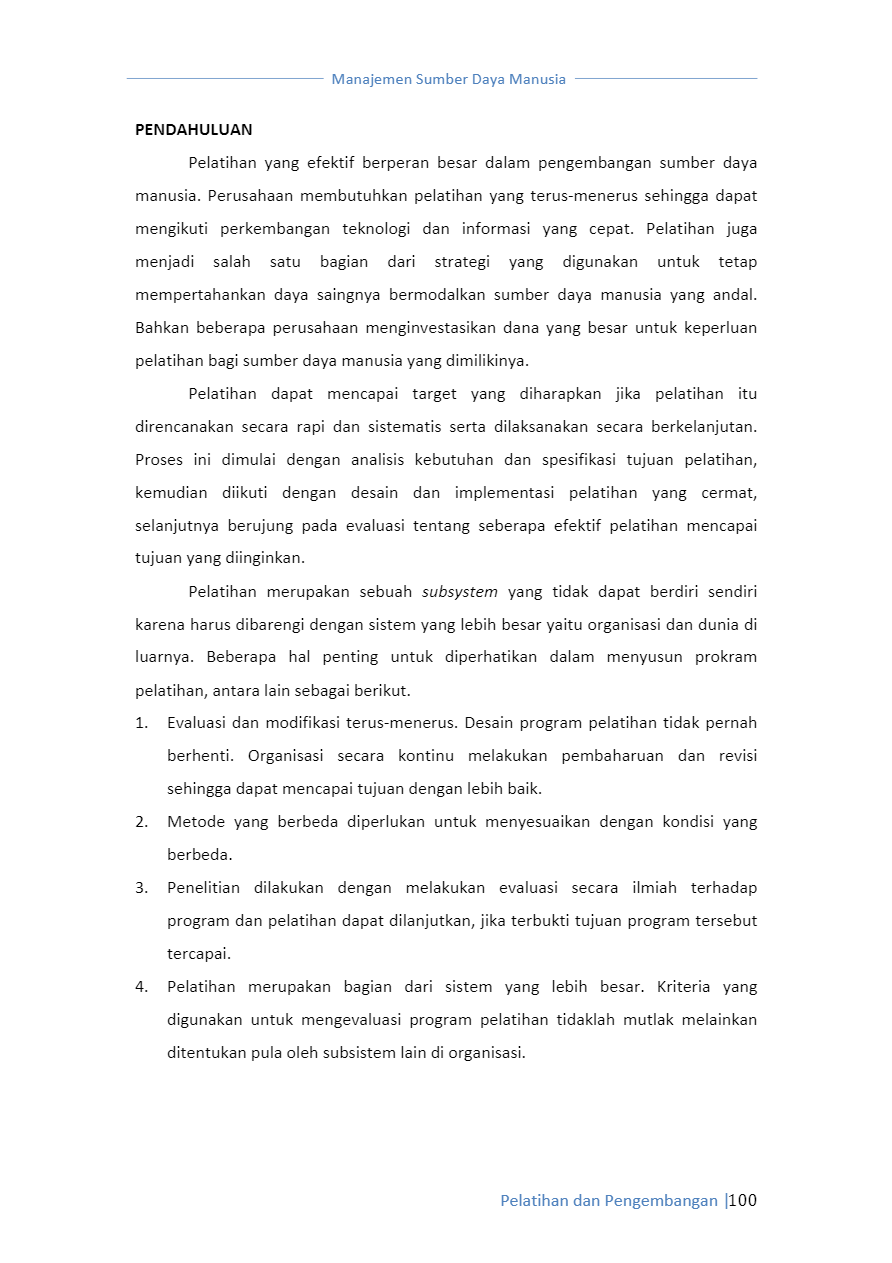 Manajemen Sumber Daya Manusia
PENDAHULUAN
Pelatihan yang efektif berperan besar dalam pengembangan sumber daya
manusia. Perusahaan membutuhkan pelatihan yang terus-menerus sehingga dapat
mengikuti perkembangan teknologi dan informasi yang cepat. Pelatihan juga
menjadi salah satu bagian dari strategi yang digunakan untuk tetap
mempertahankan daya saingnya bermodalkan sumber daya manusia yang andal.
Bahkan beberapa perusahaan menginvestasikan dana yang besar untuk keperluan
pelatihan bagi sumber daya manusia yang dimilikinya.
Pelatihan dapat mencapai target yang diharapkan jika pelatihan itu
direncanakan secara rapi dan sistematis serta dilaksanakan secara berkelanjutan.
Proses ini dimulai dengan analisis kebutuhan dan spesifikasi tujuan pelatihan,
kemudian diikuti dengan desain dan implementasi pelatihan yang cermat,
selanjutnya berujung pada evaluasi tentang seberapa efektif pelatihan mencapai
tujuan yang diinginkan.
Pelatihan merupakan sebuah subsystem yang tidak dapat berdiri sendiri
karena harus dibarengi dengan sistem yang lebih besar yaitu organisasi dan dunia di
luarnya. Beberapa hal penting untuk diperhatikan dalam menyusun prokram
pelatihan, antara lain sebagai berikut.
1. Evaluasi dan modifikasi terus-menerus. Desain program pelatihan tidak pernah
berhenti. Organisasi secara kontinu melakukan pembaharuan dan revisi
sehingga dapat mencapai tujuan dengan lebih baik.
2. Metode yang berbeda diperlukan untuk menyesuaikan dengan kondisi yang
berbeda.
3. Penelitian dilakukan dengan melakukan evaluasi secara ilmiah terhadap
program dan pelatihan dapat dilanjutkan, jika terbukti tujuan program tersebut
tercapai.
4. Pelatihan merupakan bagian dari sistem yang lebih besar. Kriteria yang
digunakan untuk mengevaluasi program pelatihan tidaklah mutlak melainkan
ditentukan pula oleh subsistem lain di organisasi.
Pelatihan dan Pengembangan |100